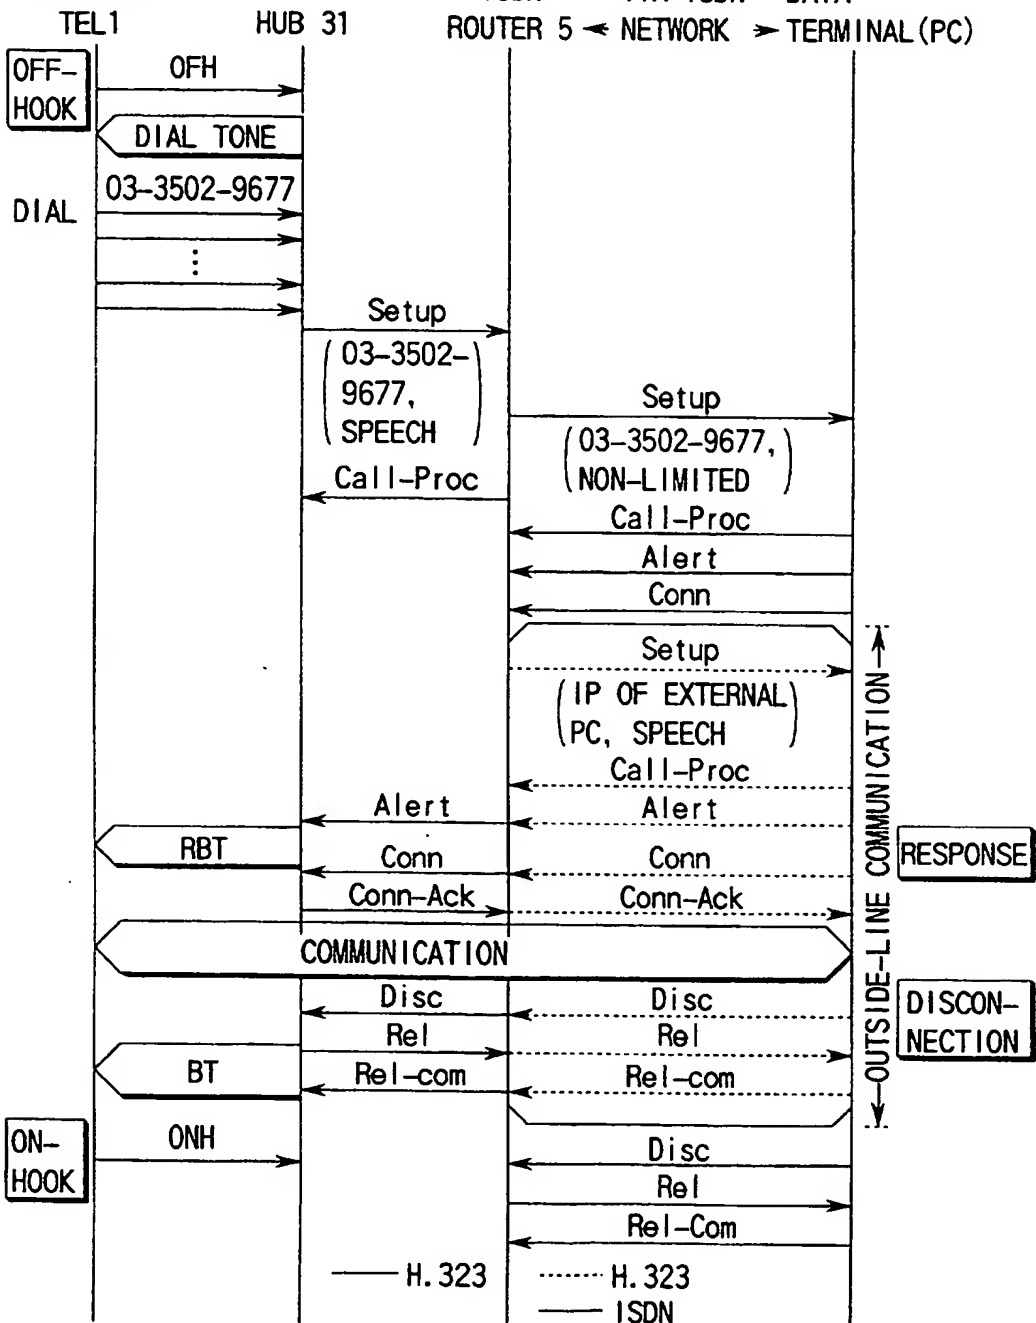 TEL1 HUB 31 ROUTER 5 NETWORK TERMINAL(PC)
OFF-
HOOK
OFH
DIAL TONE
DIAL
03-3502-9677
⋮
Setup
(03-3502-
9677,
SPEECH)
Setup
(03-3502-9677,
NON-LIMITED)
Call-Proc
Call-Proc
Alert
Conn
Setup
(IP OF EXTERNAL
PC, SPEECH)
Call-Proc
Alert Alert
RBT
Conn Conn
RESPONSE
Conn-Ack Conn-Ack
COMMUNICATION
OUTSIDE-LINE COMMUNICATION
Disc Disc
DISCON-
NECTION
Rel Rel
BT
Rel-com Rel-com
ON-
HOOK
ONH
Disc
Rel
Rel-Com
H.323 H.323
ISDN